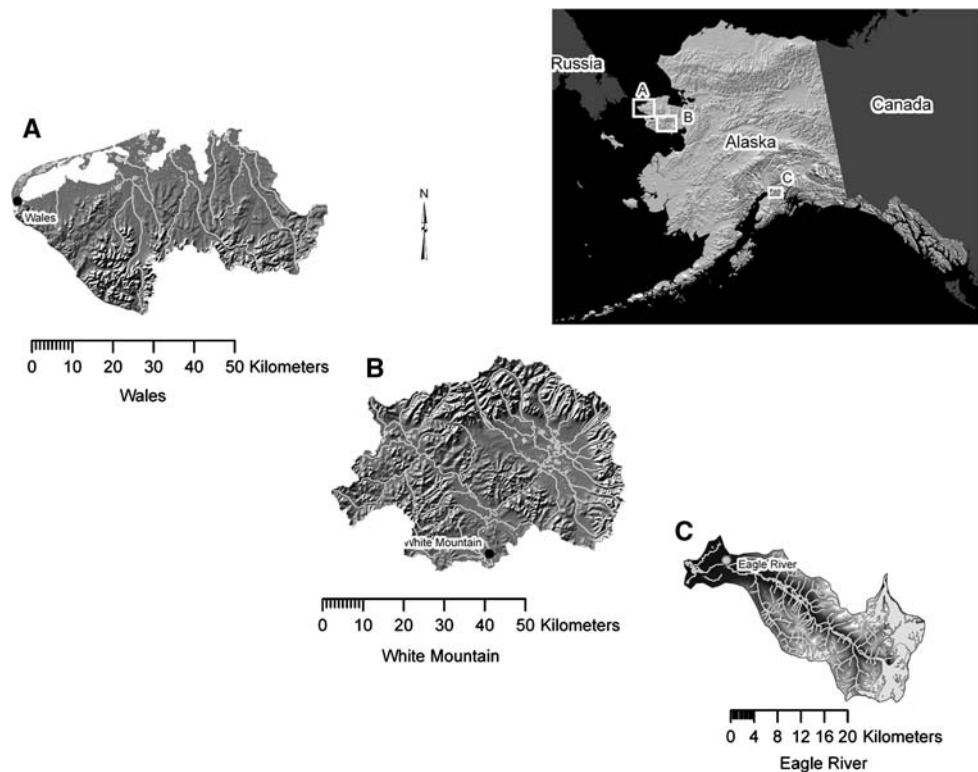 Russia
A
B
Canada
Alaska
C
A
Wales
N
0 10 20 30 40 50 Kilometers
Wales
B
White Mountain
0 10 20 30 40 50 Kilometers
White Mountain
C
Eagle River
0 4 8 12 16 20 Kilometers
Eagle River